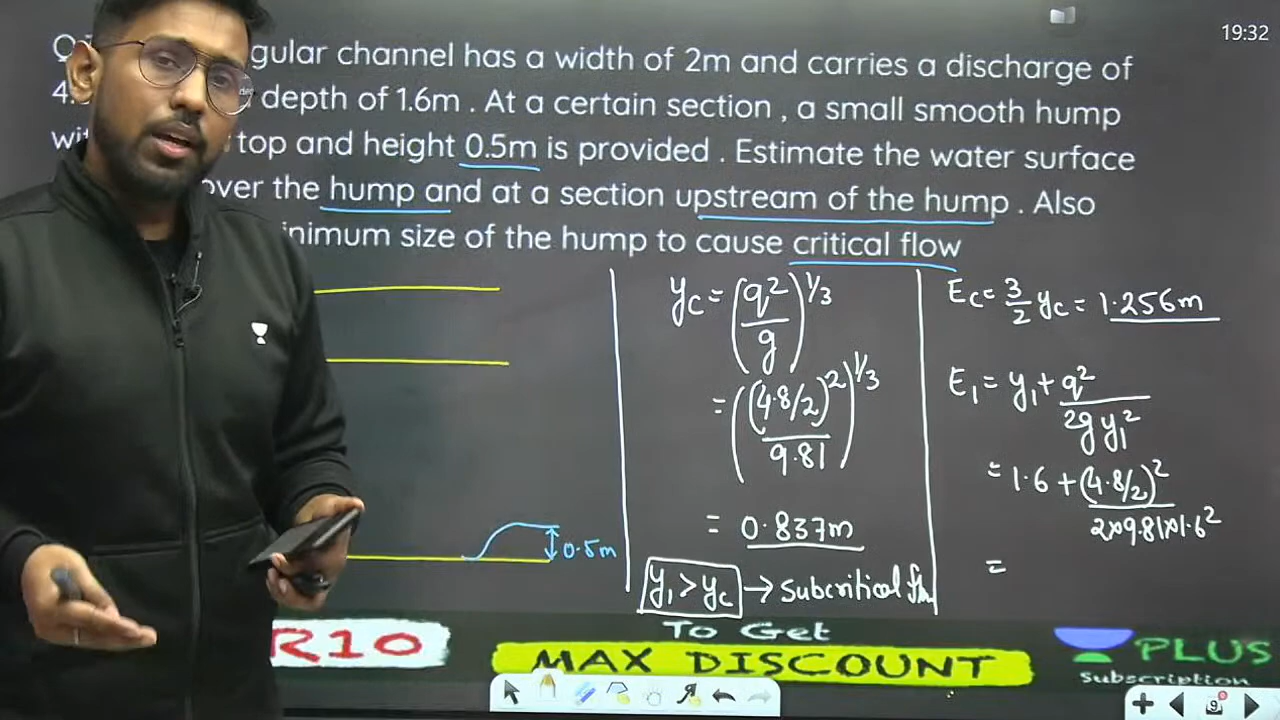 19:32
gular channel has a width of 2m and carries a discharge of
4. depth of 1.6m . At a certain section , a small smooth hump
wit top and height 0.5m is provided . Estimate the water surface
over the hump and at a section upstream of the hump . Also
inimum size of the hump to cause critical flow
yc = (q²/g)^1/3
= ((4.8/2)²/9.81)^1/3
= 0.837m
y₁ > yc → Subcritical flow
Ec = 3/2 yc = 1.256m
E₁ = y₁ + q²/2g y₁²
= 1.6 + (4.8/2)²/2×9.81×1.6²
=
0.5m
R10
To Get
MAX DISCOUNT
PLUS
Subscription
9